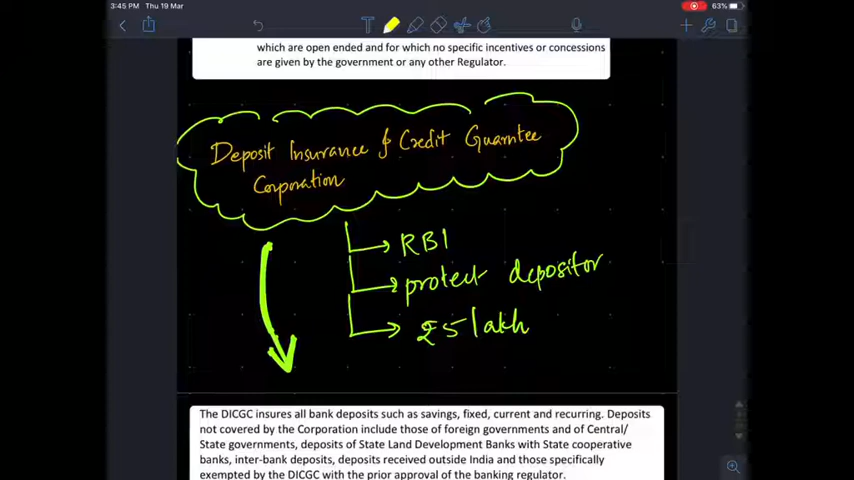 3:45 PM Thu 19 Mar
63%
which are open ended and for which no specific incentives or concessions
are given by the government or any other Regulator.
Deposit Insurance & Credit Guarntee
Corporation
RBI
protect depositor
₹5 lakh
The DICGC insures all bank deposits such as savings, fixed, current and recurring. Deposits
not covered by the Corporation include those of foreign governments and of Central/
State governments, deposits of State Land Development Banks with State cooperative
banks, inter-bank deposits, deposits received outside India and those specifically
exempted by the DICGC with the prior approval of the banking regulator.